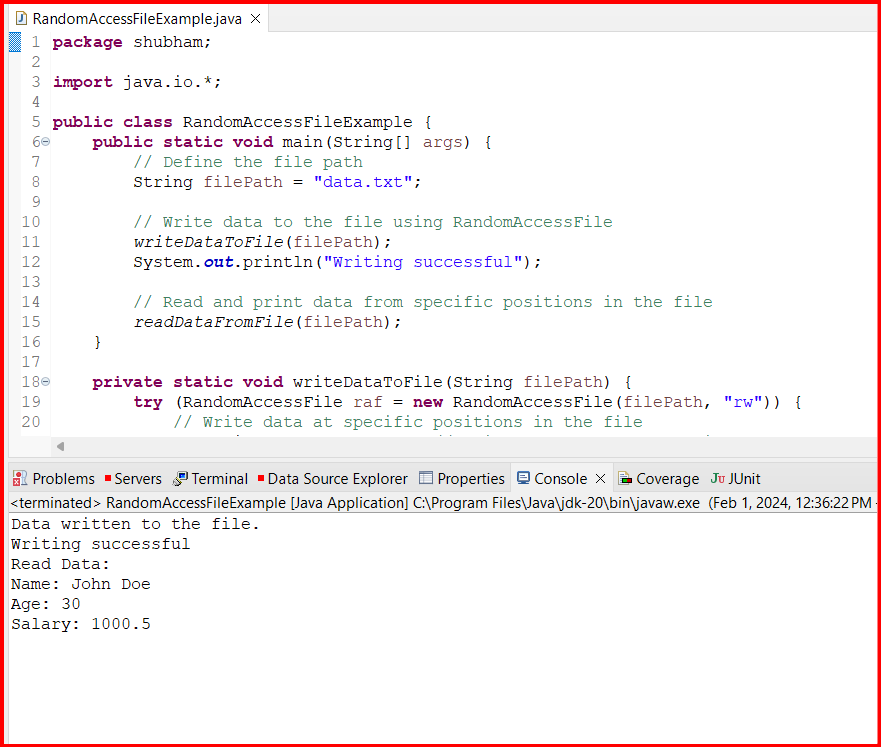 RandomAccessFileExample.java
1 package shubham;
2
3 import java.io.*;
4
5 public class RandomAccessFileExample {
6 public static void main(String[] args) {
7 // Define the file path
8 String filePath = "data.txt";
9
10 // Write data to the file using RandomAccessFile
11 writeDataToFile(filePath);
12 System.out.println("Writing successful");
13
14 // Read and print data from specific positions in the file
15 readDataFromFile(filePath);
16 }
17
18 private static void writeDataToFile(String filePath) {
19 try (RandomAccessFile raf = new RandomAccessFile(filePath, "rw")) {
20 // Write data at specific positions in the file
Problems Servers Terminal Data Source Explorer Properties Console Coverage JUnit
<terminated> RandomAccessFileExample [Java Application] C:\Program Files\Java\jdk-20\bin\javaw.exe (Feb 1, 2024, 12:36:22 PM
Data written to the file.
Writing successful
Read Data:
Name: John Doe
Age: 30
Salary: 1000.5